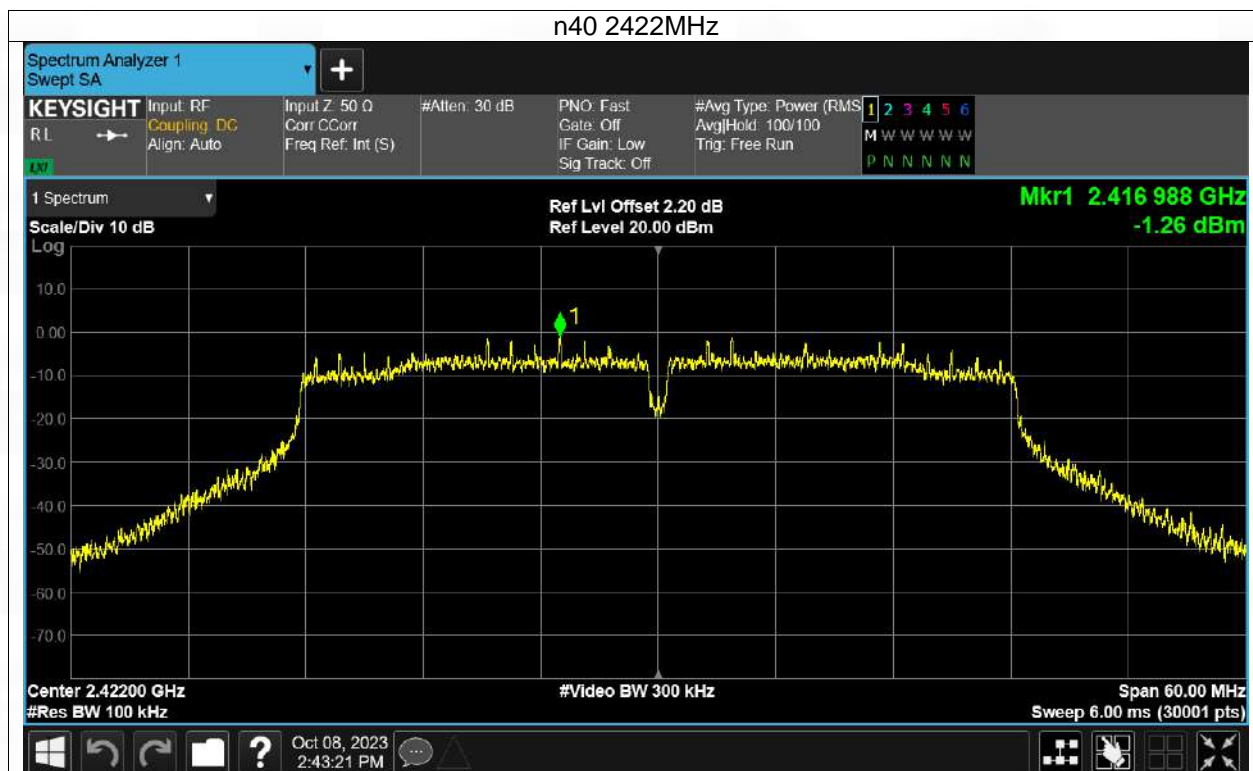 n40 2422MHz
Spectrum Analyzer 1
Swept SA
+
KEYSIGHT Input: RF Input Z: 50 Ω #Atten: 30 dB PNO: Fast #Avg Type: Power (RMS 1 2 3 4 5 6
RL Coupling: DC Corr CCorr Gate: Off Avg|Hold: 100/100 M W W W W W
Align: Auto Freq Ref: Int (S) IF Gain: Low Trig: Free Run
LXI Sig Track: Off P N N N N N
1 Spectrum Ref Lvl Offset 2.20 dB Mkr1 2.416 988 GHz
Scale/Div 10 dB Ref Level 20.00 dBm -1.26 dBm
Log
10.0
0.00
1
-10.0
-20.0
-30.0
-40.0
-50.0
-60.0
-70.0
Center 2.42200 GHz #Video BW 300 kHz Span 60.00 MHz
#Res BW 100 kHz Sweep 6.00 ms (30001 pts)
? Oct 08, 2023
2:43:21 PM